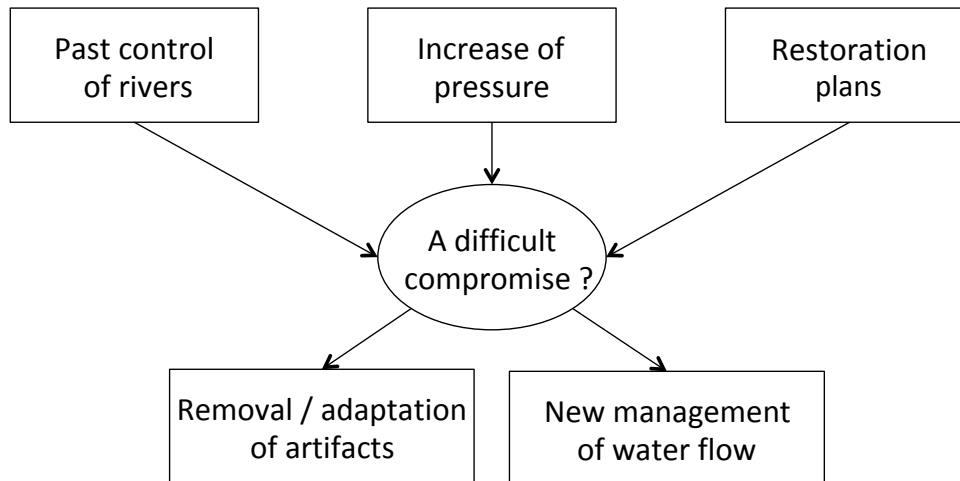 Past control
of rivers
Increase of
pressure
Restoration
plans
A difficult
compromise ?
Removal / adaptation
of artifacts
New management
of water flow